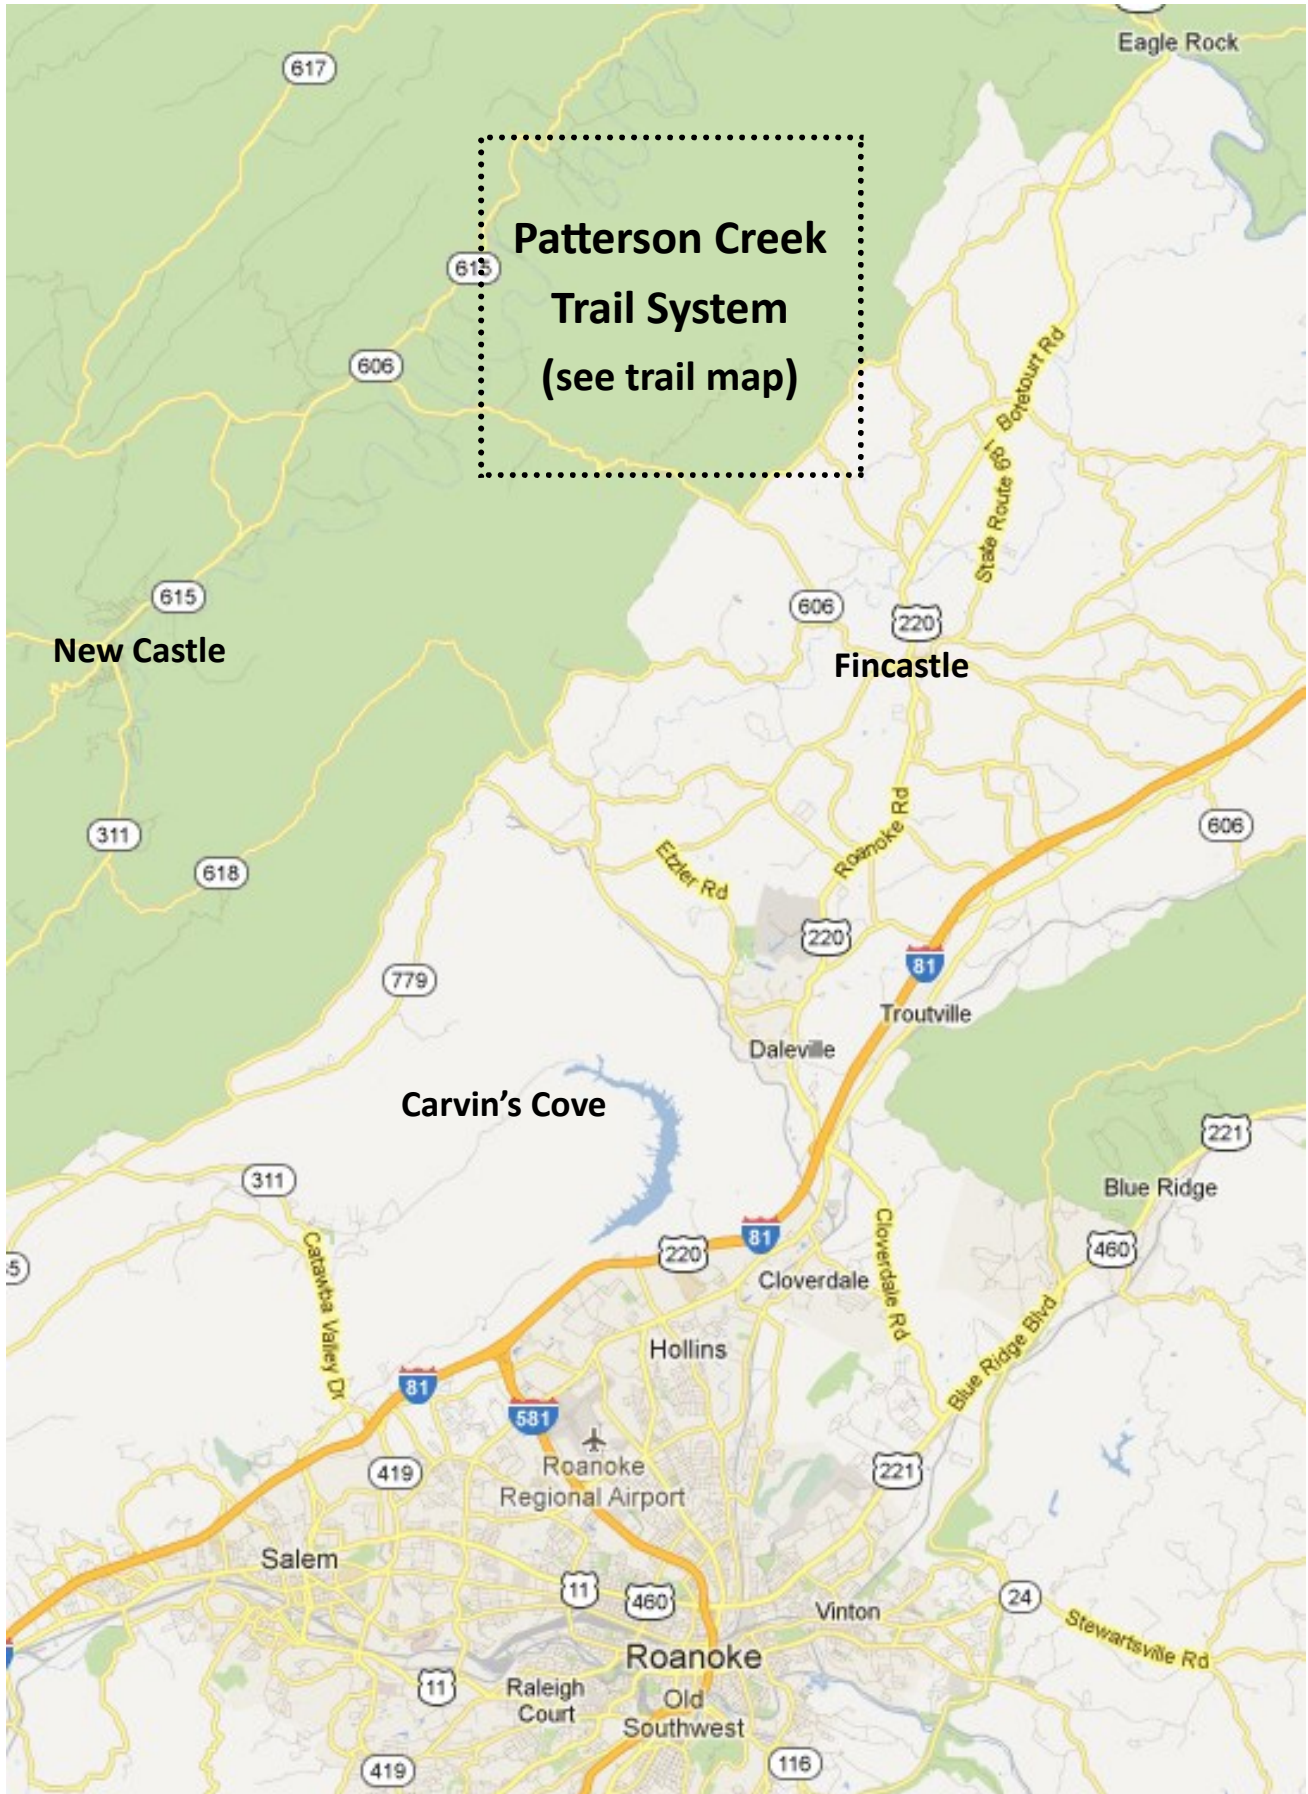 Eagle Rock
617
Patterson Creek
Trail System
(see trail map)
615
606
Botetourt Rd
State Route 681
615
606
220
New Castle
Fincastle
311
618
Etzler Rd
Roanoke Rd
606
220
81
779
Troutville
Daleville
Carvin's Cove
221
311
Blue Ridge
Catawba Valley Dr
220
81
Cloverdale
Cloverdale Rd
460
Hollins
Blue Ridge Blvd
81
581
419
Roanoke
Regional Airport
221
Salem
11
460
Vinton
24
Stewartsville Rd
Roanoke
11
Raleigh
Court
Old
Southwest
419
116